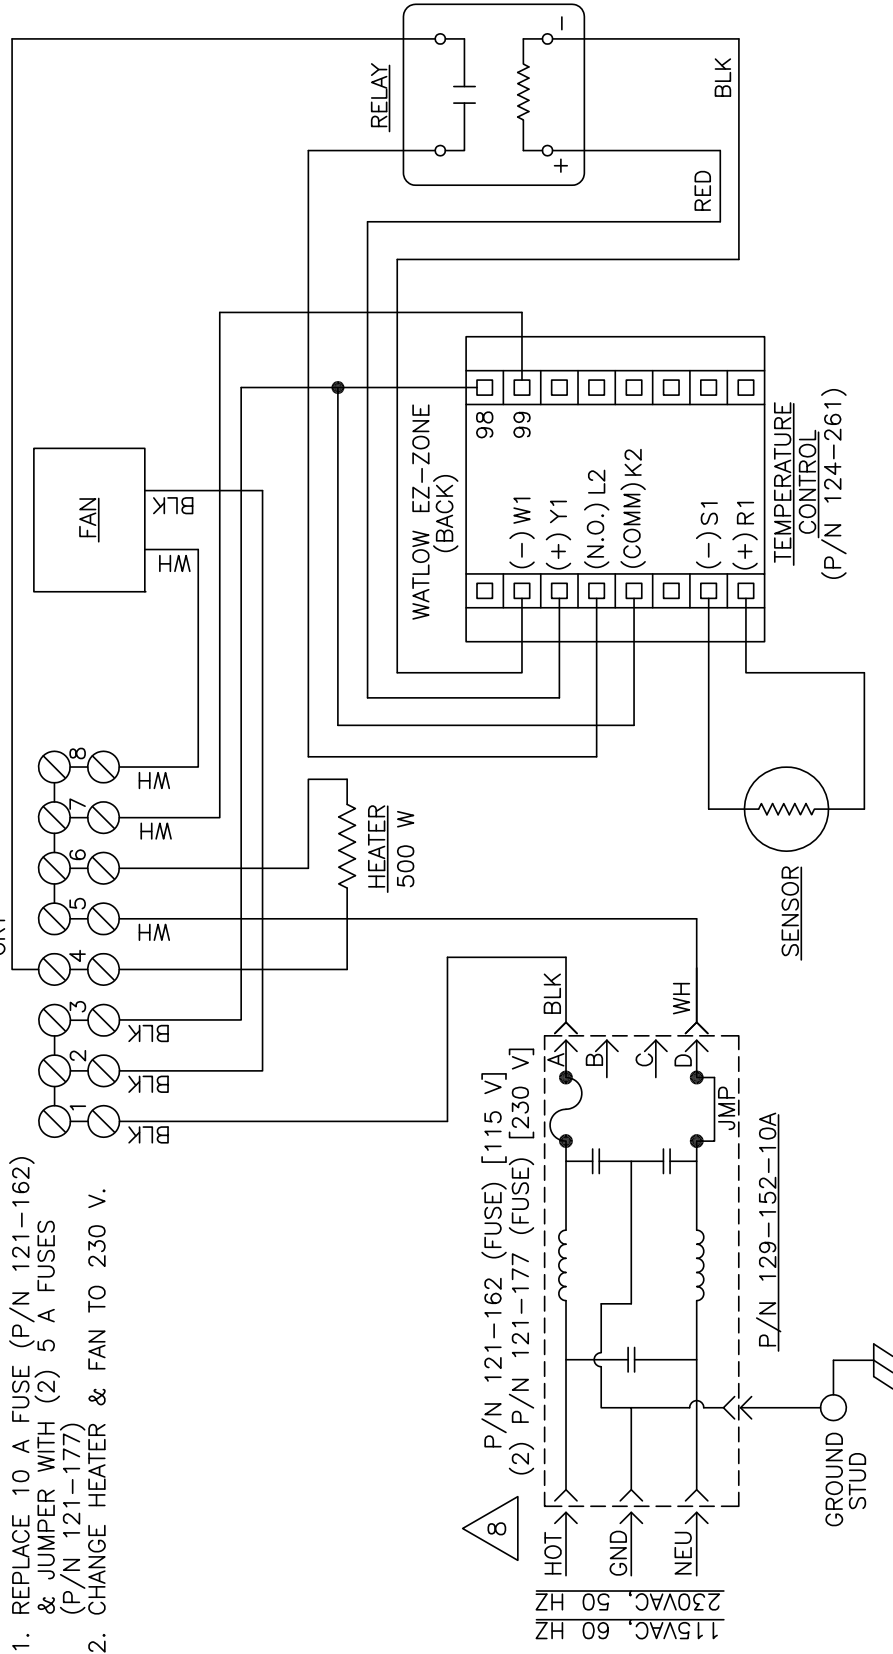 1. REPLACE 10 A FUSE (P/N 121-162)
& JUMPER WITH (2) 5 A FUSES
(P/N 121-177)
2. CHANGE HEATER & FAN TO 230 V.
1
2
3
4
5
6
7
8
BLK
BLK
BLK
WH
WH
WH
FAN
WH
BLK
RELAY
-
+
BLK
RED
HEATER
500 W
WATLOW EZ-ZONE
(BACK)
98
99
(-) W1
(+) Y1
(N.O.) L2
(COMM) K2
(-) S1
(+) R1
TEMPERATURE
CONTROL
(P/N 124-261)
SENSOR
P/N 121-162 (FUSE) [115 V]
(2) P/N 121-177 (FUSE) [230 V]
BLK
WH
A
B
C
D
JMP
P/N 129-152-10A
8
HOT
GND
NEU
115VAC, 60 HZ
230VAC, 50 HZ
GROUND
STUD